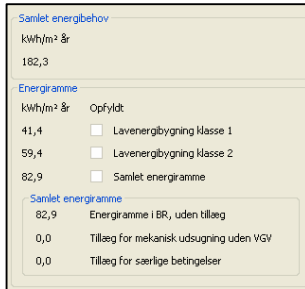 Samlet energibehov
kWh/m² år
182,3
Energiramme
kWh/m² år Opfyldt
41,4 Lavenergibygning klasse 1
59,4 Lavenergibygning klasse 2
82,9 Samlet energiramme
Samlet energiramme
82,9 Energiramme i BR, uden tillæg
0,0 Tillæg for mekanisk udsugning uden VGV
0,0 Tillæg for særlige betingelser